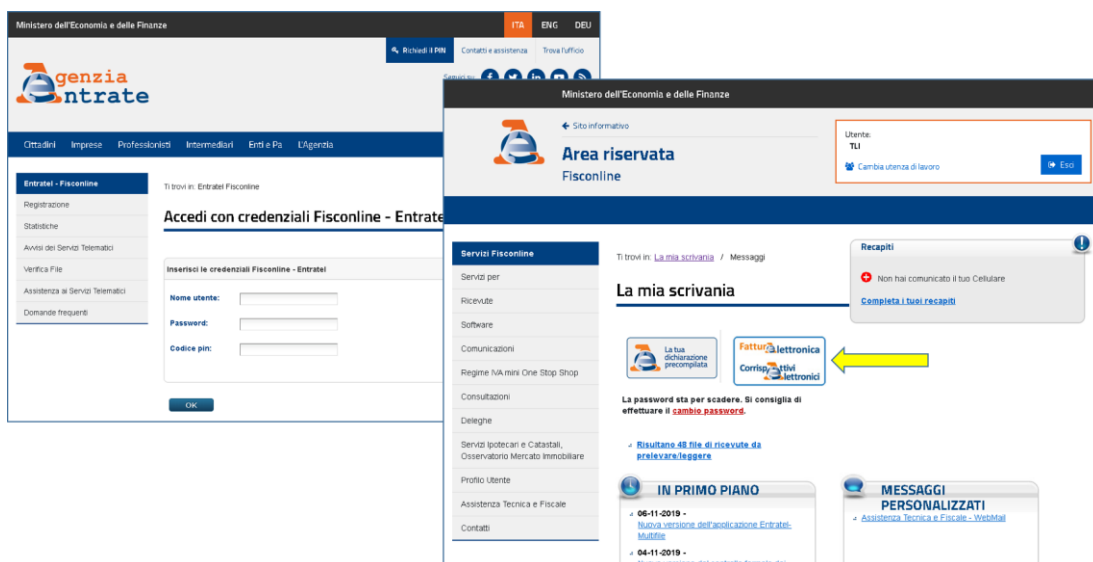 Ministero dell'Economia e delle Finanze
ITA ENG DEU
Richiedi il PIN Contatti e assistenza Trova l'ufficio
Agenzia
Entrate
Seguici su
Cittadini Imprese Professionisti Intermediari Enti e Pa L'Agenzia
Entratel - Fisconline
Registrazione
Statistiche
Avvisi dei Servizi Telematici
Verifica File
Assistenza ai Servizi Telematici
Domande frequenti
Ti trovi in: Entratel Fisconline
Accedi con credenziali Fisconline - Entrate
Inserisci le credenziali Fisconline - Entratel
Nome utente:
Password:
Codice pin:
OK
Ministero dell'Economia e delle Finanze
Sito informativo
Area riservata
Fisconline
Utente:
TLI
Cambia utenza di lavoro
Esci
Servizi Fisconline
Servizi per
Ricevute
Software
Comunicazioni
Regime IVA mini One Stop Shop
Consultazioni
Deleghe
Servizi Ipotecari e Catastali,
Osservatorio Mercato Immobiliare
Profilo Utente
Assistenza Tecnica e Fiscale
Contatti
Ti trovi in: La mia scrivania / Messaggi
La mia scrivania
Recapiti
Non hai comunicato il tuo Cellulare
Completa i tuoi recapiti
La tua
dichiarazione
precompilata
Fatturaelettronica
Corrispettivi
elettronici
La password sta per scadere. Si consiglia di
effettuare il cambio password.
Risultano 48 file di ricevute da
prelevare/leggere
IN PRIMO PIANO
06-11-2019 -
Nuova versione dell'applicazione Entratel-
Multifile
04-11-2019 -
MESSAGGI
PERSONALIZZATI
Assistenza Tecnica e Fiscale - WebMail